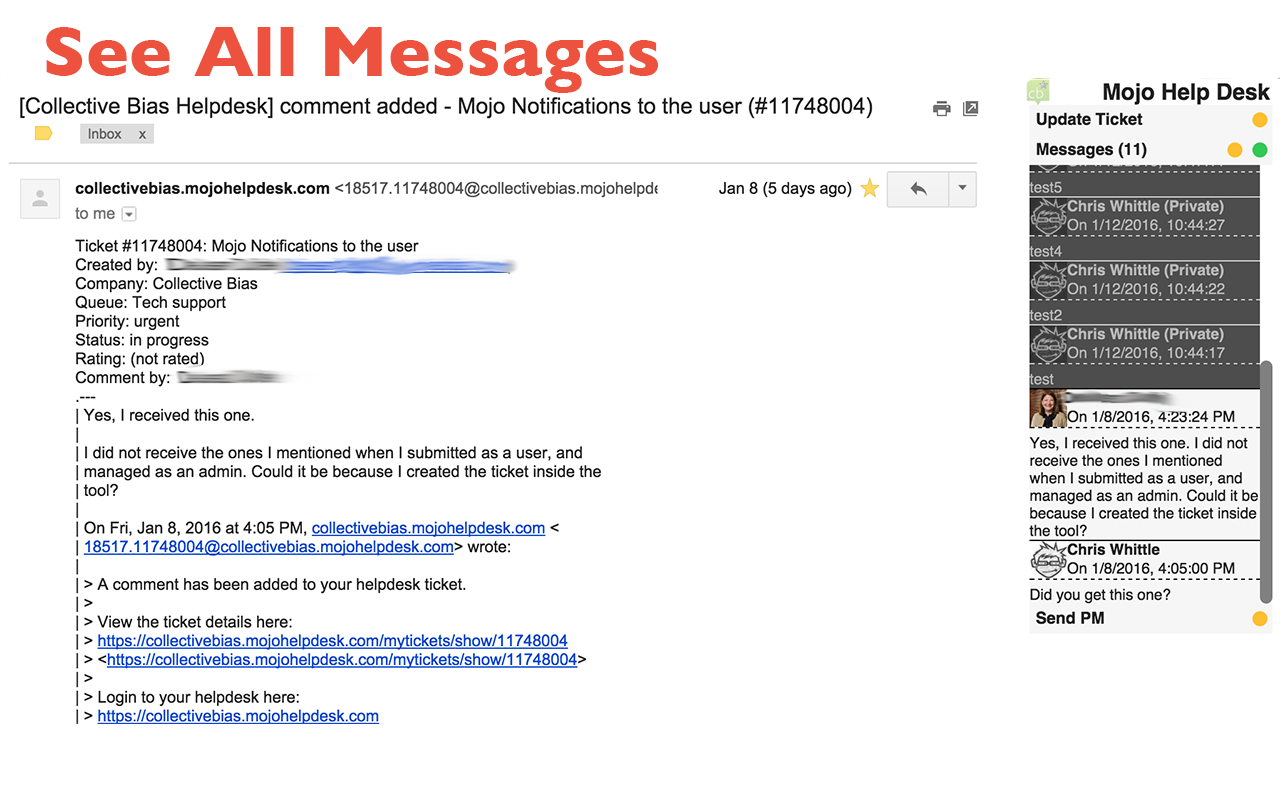 See All Messages
[Collective Bias Helpdesk] comment added - Mojo Notifications to the user (#11748004)
Inbox x
collectivebias.mojohelpdesk.com <18517.11748004@collectivebias.mojohelpde
Jan 8 (5 days ago)
to me
Ticket #11748004: Mojo Notifications to the user
Created by:
Company: Collective Bias
Queue: Tech support
Priority: urgent
Status: in progress
Rating: (not rated)
Comment by:
.---
| Yes, I received this one.
|
| I did not receive the ones I mentioned when I submitted as a user, and
| managed as an admin. Could it be because I created the ticket inside the
| tool?
|
| On Fri, Jan 8, 2016 at 4:05 PM, collectivebias.mojohelpdesk.com <
| 18517.11748004@collectivebias.mojohelpdesk.com> wrote:
|
| > A comment has been added to your helpdesk ticket.
| >
| > View the ticket details here:
| > https://collectivebias.mojohelpdesk.com/mytickets/show/11748004
| > <https://collectivebias.mojohelpdesk.com/mytickets/show/11748004>
| >
| > Login to your helpdesk here:
| > https://collectivebias.mojohelpdesk.com
cb
Mojo Help Desk
Update Ticket
Messages (11)
test5
Chris Whittle (Private)
On 1/12/2016, 10:44:27
test4
Chris Whittle (Private)
On 1/12/2016, 10:44:22
test2
Chris Whittle (Private)
On 1/12/2016, 10:44:17
test
On 1/8/2016, 4:23:24 PM
Yes, I received this one. I did not
receive the ones I mentioned
when I submitted as a user, and
managed as an admin. Could it be
because I created the ticket inside
the tool?
Chris Whittle
On 1/8/2016, 4:05:00 PM
Did you get this one?
Send PM